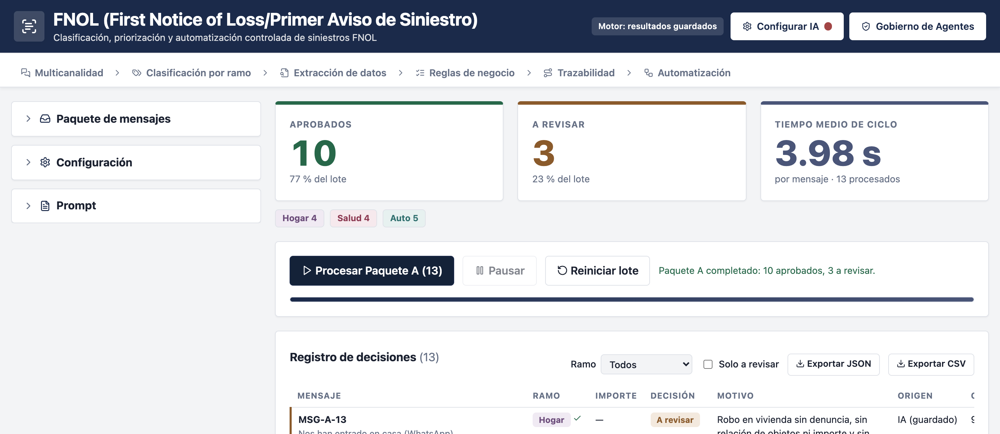 FNOL (First Notice of Loss/Primer Aviso de Siniestro)
Clasificación, priorización y automatización controlada de siniestros FNOL
Motor: resultados guardados
Configurar IA
Gobierno de Agentes
Multicanalidad
Clasificación por ramo
Extracción de datos
Reglas de negocio
Trazabilidad
Automatización
Paquete de mensajes
Configuración
Prompt
APROBADOS
10
77 % del lote
A REVISAR
3
23 % del lote
TIEMPO MEDIO DE CICLO
3.98 s
por mensaje · 13 procesados
Hogar 4
Salud 4
Auto 5
Procesar Paquete A (13)
Pausar
Reiniciar lote
Paquete A completado: 10 aprobados, 3 a revisar.
Registro de decisiones (13)
Ramo
Todos
Solo a revisar
Exportar JSON
Exportar CSV
MENSAJE
RAMO
IMPORTE
DECISIÓN
MOTIVO
ORIGEN
MSG-A-13
Hogar
—
A revisar
Robo en vivienda sin denuncia, sin
IA (guardado)
Nos han entrado en casa (WhatsApp)
relación de objetos ni importe y sin